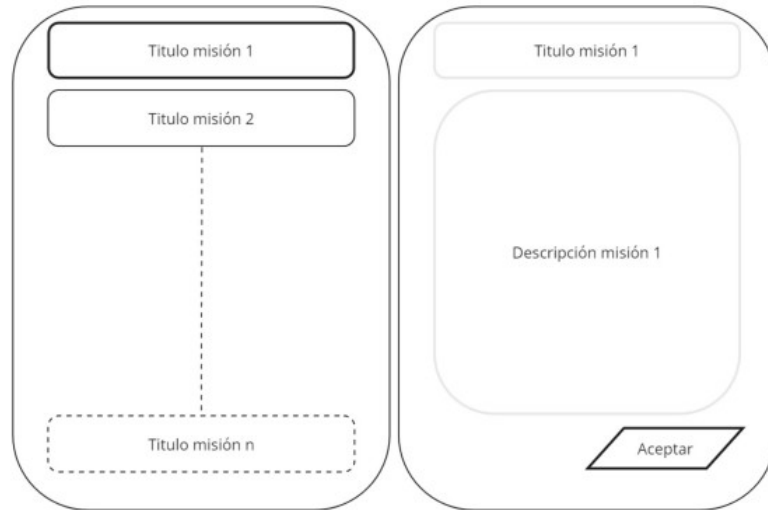 Titulo misión 1
Titulo misión 2
Titulo misión n
Titulo misión 1
Descripción misión 1
Aceptar